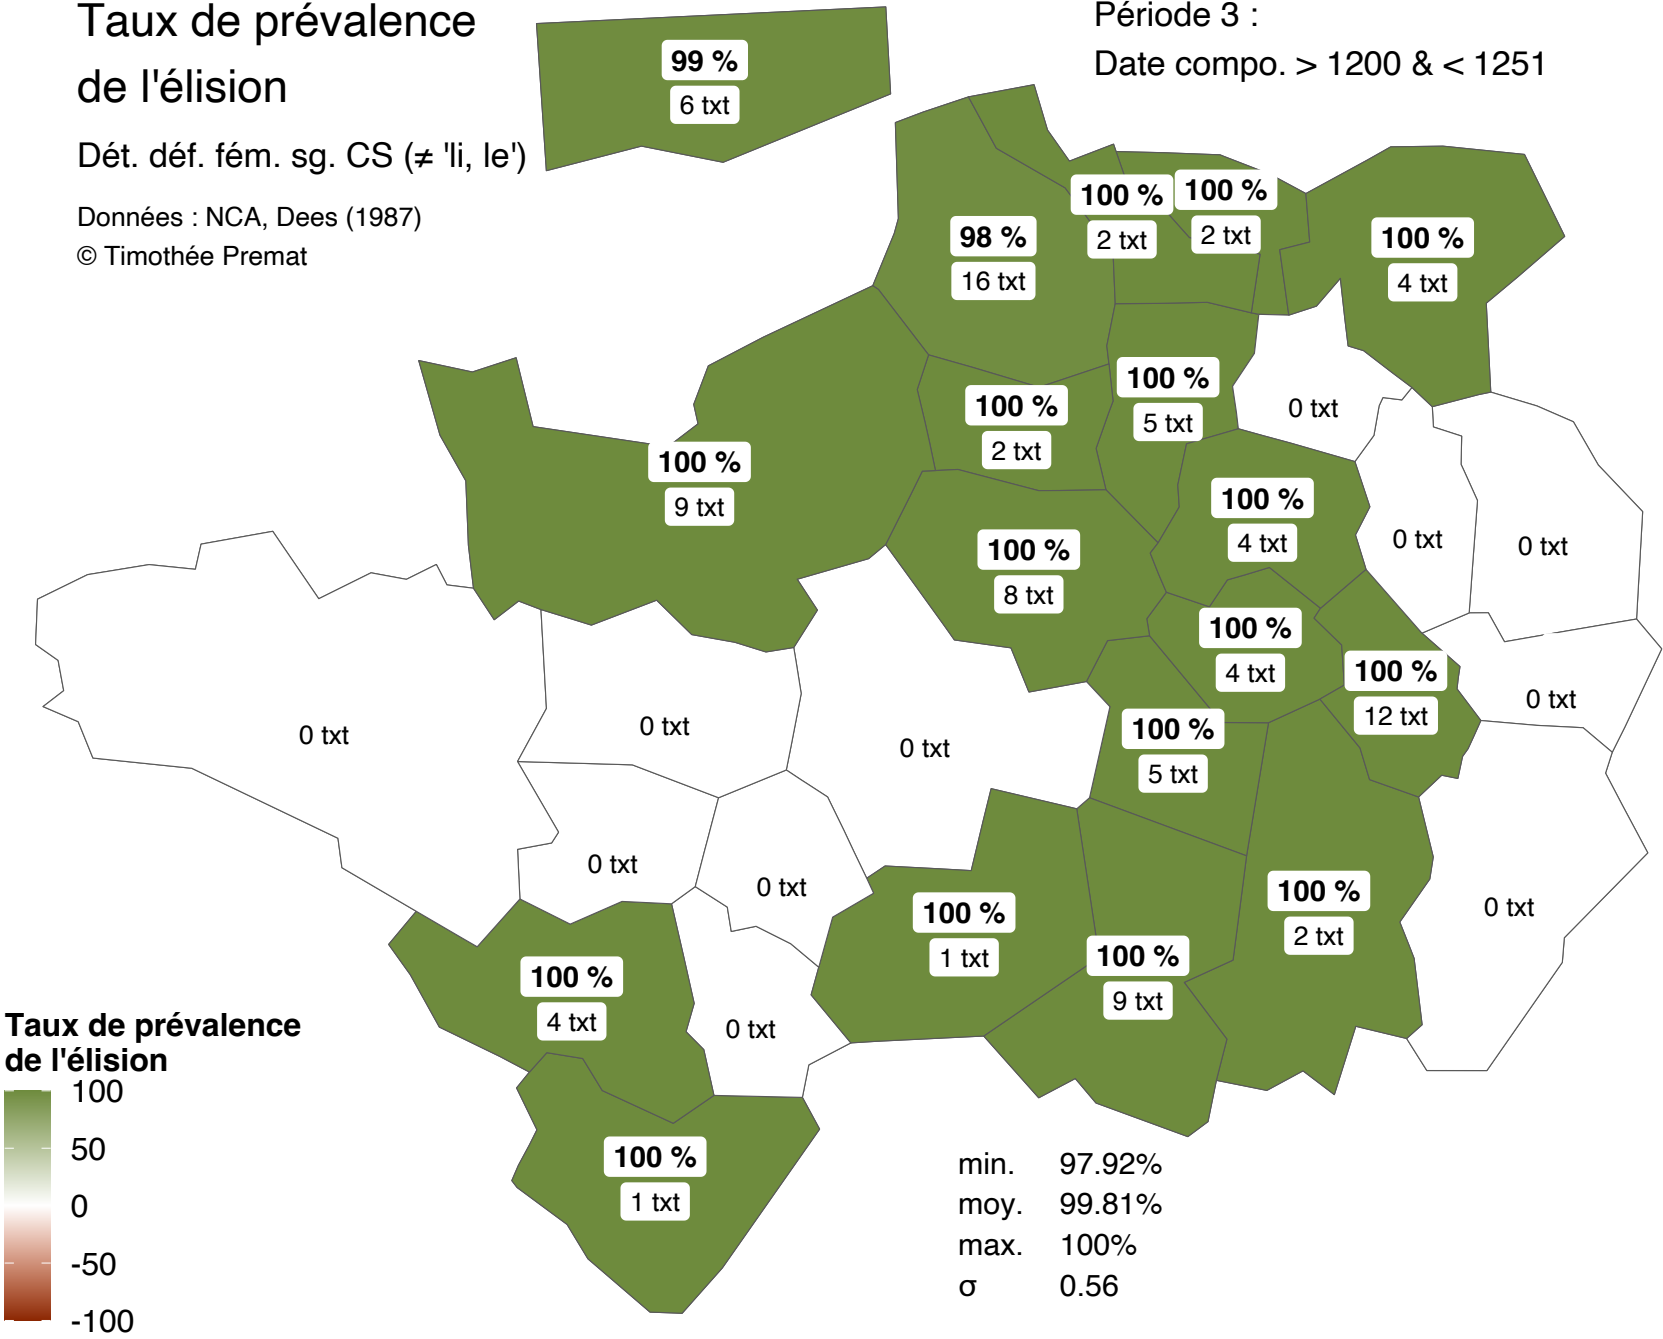 Taux de prévalence
de l'élision
Dét. déf. fém. sg. CS (≠ 'li, le')
Données : NCA, Dees (1987)
© Timothée Premat
Période 3 :
Date compo. > 1200 & < 1251
99 %
6 txt
100 %
2 txt
100 %
2 txt
98 %
16 txt
100 %
4 txt
100 %
5 txt
100 %
2 txt
0 txt
100 %
9 txt
100 %
4 txt
0 txt
0 txt
100 %
8 txt
100 %
4 txt
100 %
12 txt
0 txt
0 txt
0 txt
0 txt
100 %
5 txt
0 txt
0 txt
100 %
1 txt
100 %
9 txt
100 %
2 txt
0 txt
100 %
4 txt
0 txt
100 %
1 txt
Taux de prévalence
de l'élision
100
50
0
-50
-100
min. 97.92%
moy. 99.81%
max. 100%
σ 0.56